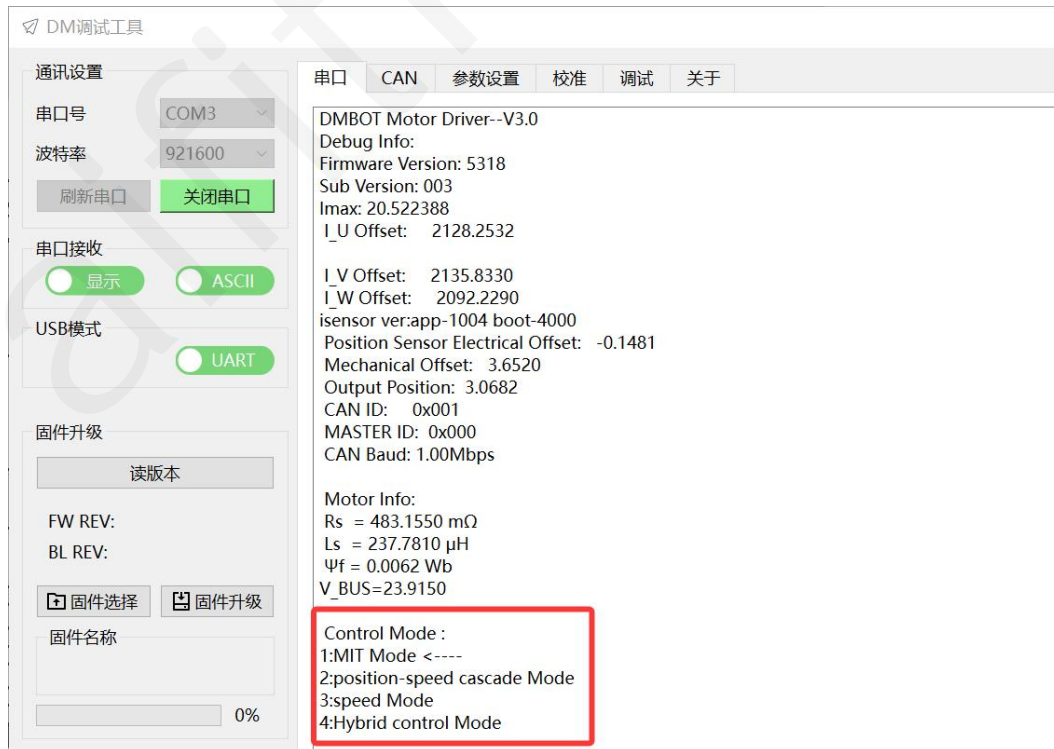 DM调试工具
通讯设置
串口号 COM3
波特率 921600
刷新串口 关闭串口
串口接收
显示 ASCII
USB模式
UART
固件升级
读版本
FW REV:
BL REV:
固件选择 固件升级
固件名称
0%
串口 CAN 参数设置 校准 调试 关于
DMBOT Motor Driver--V3.0
Debug Info:
Firmware Version: 5318
Sub Version: 003
Imax: 20.522388
I_U Offset: 2128.2532
I_V Offset: 2135.8330
I_W Offset: 2092.2290
isensor ver:app-1004 boot-4000
Position Sensor Electrical Offset: -0.1481
Mechanical Offset: 3.6520
Output Position: 3.0682
CAN ID: 0x001
MASTER ID: 0x000
CAN Baud: 1.00Mbps
Motor Info:
Rs = 483.1550 mΩ
Ls = 237.7810 μH
Ψf = 0.0062 Wb
V_BUS=23.9150
Control Mode :
1:MIT Mode <----
2:position-speed cascade Mode
3:speed Mode
4:Hybrid control Mode